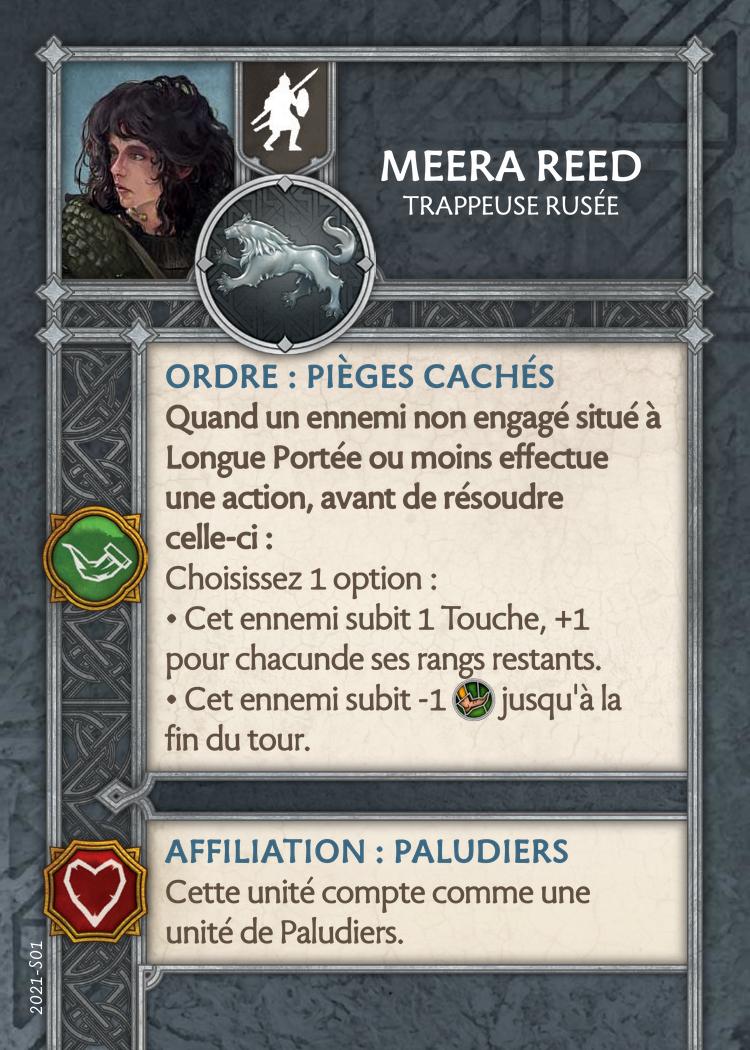 MEERA REED
TRAPPEUSE RUSÉE
ORDRE : PIÈGES CACHÉS
Quand un ennemi non engagé situé à
Longue Portée ou moins effectue
une action, avant de résoudre
celle-ci :
Choisissez 1 option :
• Cet ennemi subit 1 Touche, +1
pour chacunde ses rangs restants.
• Cet ennemi subit -1 jusqu'à la
fin du tour.
AFFILIATION : PALUDIERS
Cette unité compte comme une
unité de Paludiers.
2021-S01